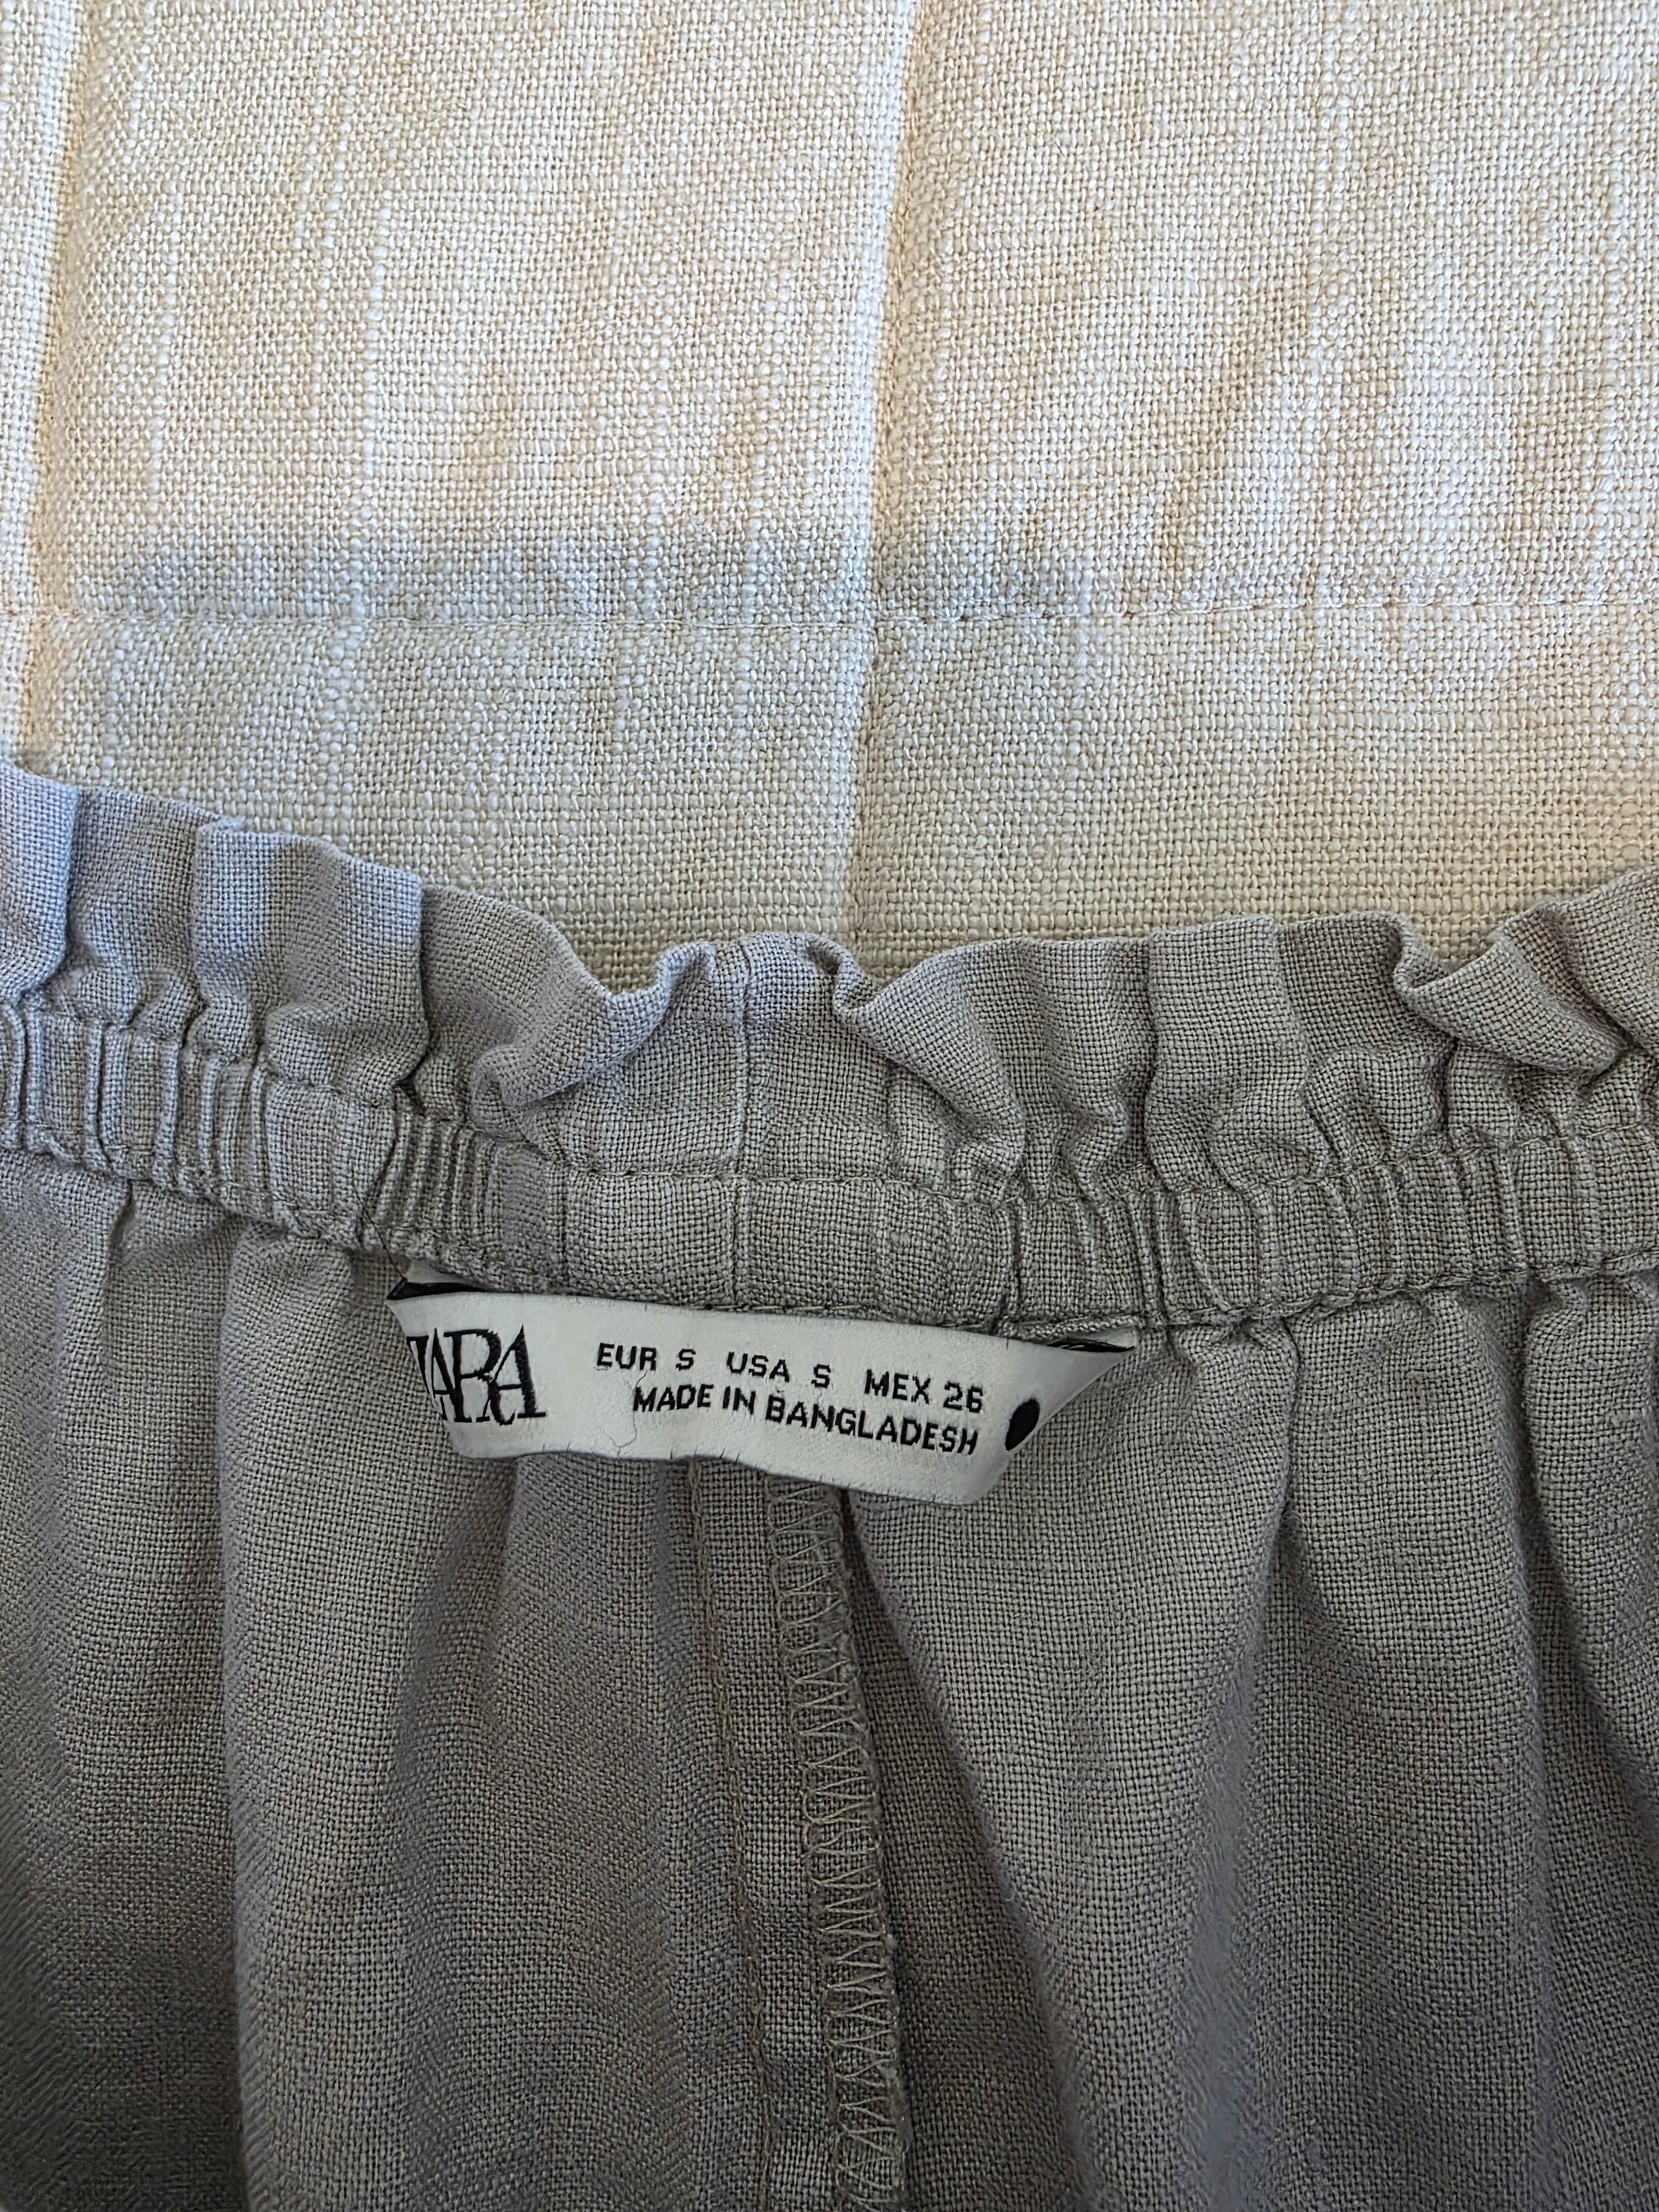 ZARA
EUR S USA S MEX 26
MADE IN BANGLADESH